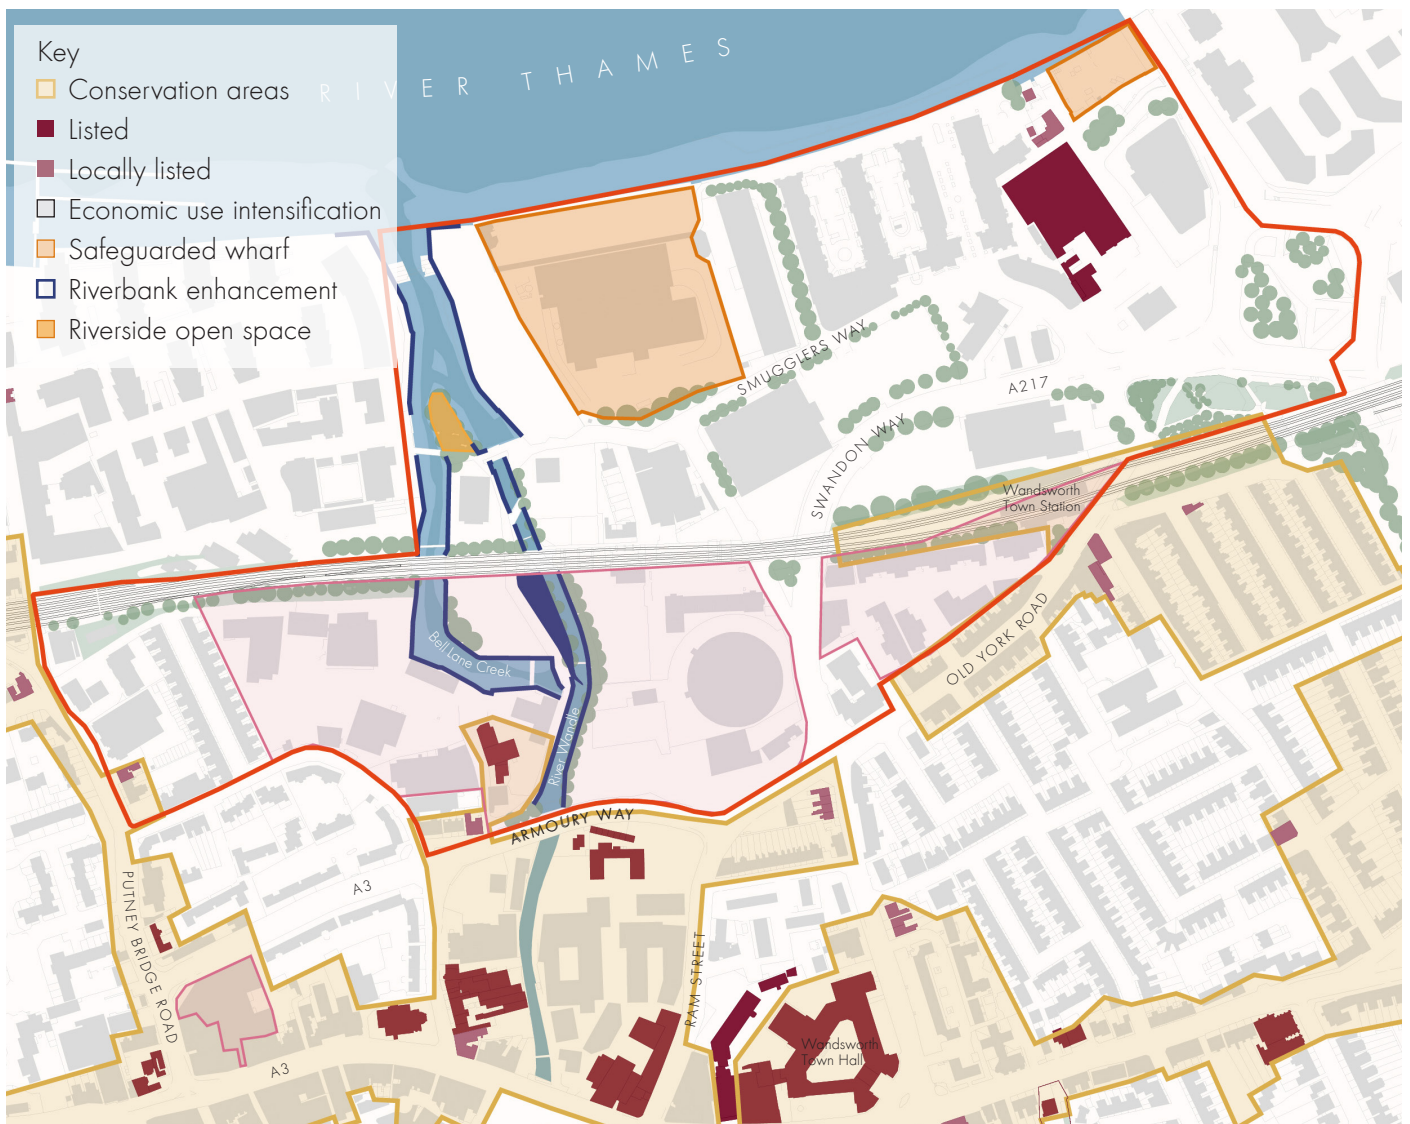 Key
Conservation areas
Listed
Locally listed
Economic use intensification
Safeguarded wharf
Riverbank enhancement
Riverside open space
RIVER THAMES
SMUGGLERS WAY
A217
SWANDON WAY
Wandsworth
Town Station
OLD YORK ROAD
Bell Lane Creek
River Wandle
ARMOURY WAY
A3
PUTNEY BRIDGE ROAD
RAM STREET
Wandsworth
Town Hall
A3